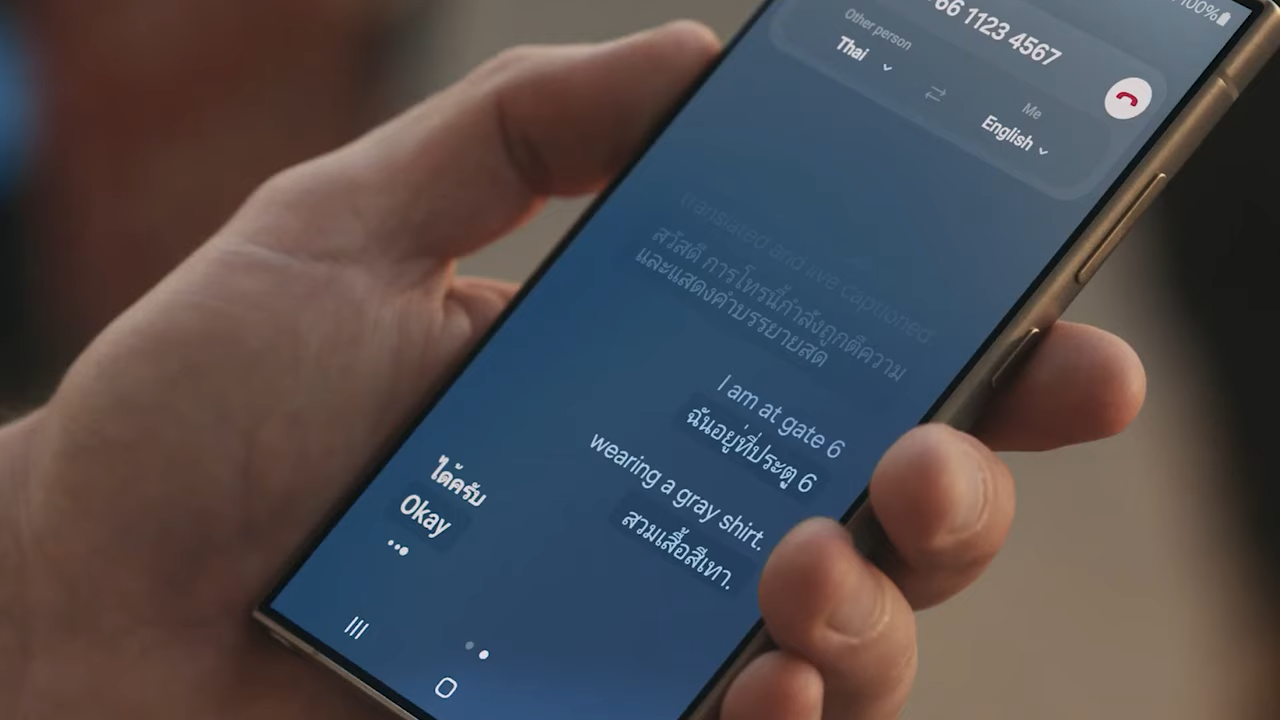 100%
66 1123 4567
Other person
Thai
Me
English
translated and live captioned
สวัสดี การโทรนี้กำลังถูกตีความ
และแสดงคำบรรยายสด
I am at gate 6
ฉันอยู่ที่ประตู 6
wearing a gray shirt.
สวมเสื้อสีเทา.
ได้ครับ
Okay